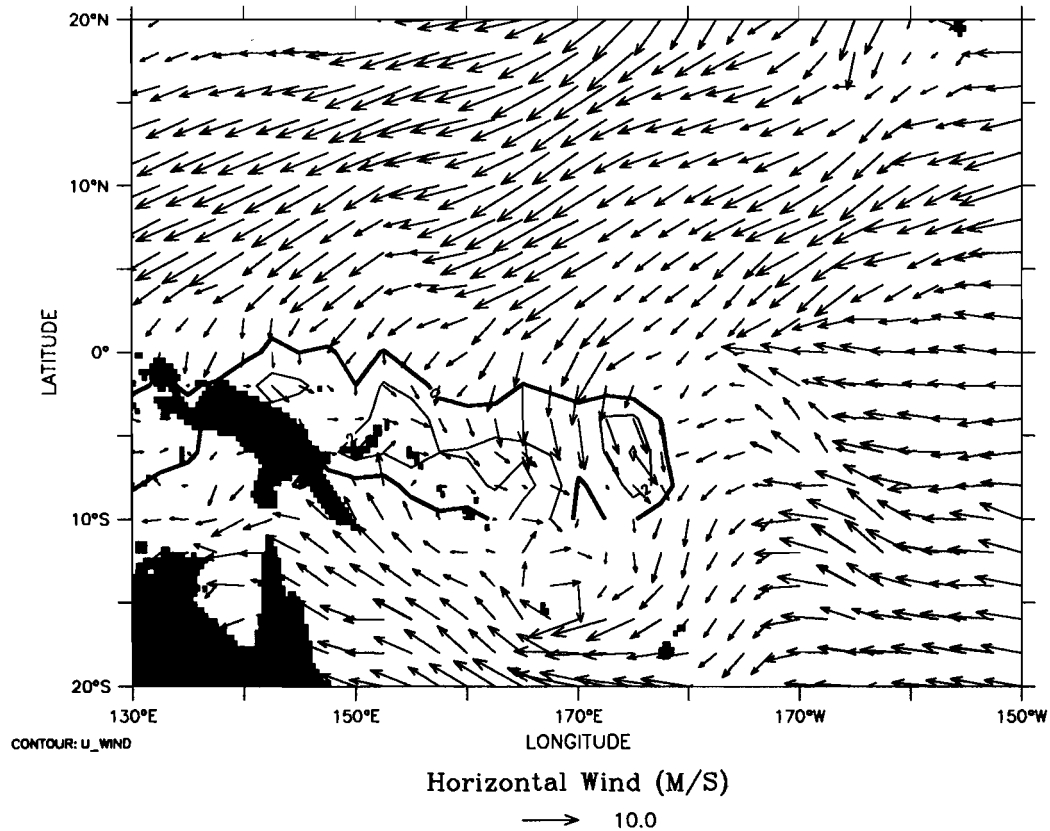 20°N
10°N
0°
10°S
20°S
LATITUDE
130°E 150°E 170°E 170°W 150°W
LONGITUDE
CONTOUR: U_WIND
Horizontal Wind (M/S)
10.0